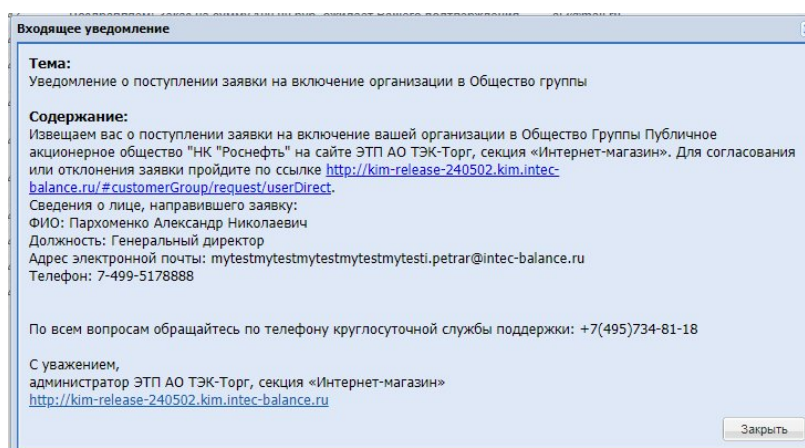 Входящее уведомление
Тема:
Уведомление о поступлении заявки на включение организации в Общество группы
Содержание:
Извещаем вас о поступлении заявки на включение вашей организации в Общество Группы Публичное
акционерное общество "НК "Роснефть" на сайте ЭТП АО ТЭК-Торг, секция «Интернет-магазин». Для согласования
или отклонения заявки пройдите по ссылке http://kim-release-240502.kim.intec-
balance.ru/#customerGroup/request/userDirect.
Сведения о лице, направившего заявку:
ФИО: Пархоменко Александр Николаевич
Должность: Генеральный директор
Адрес электронной почты: mytestmytestmytestmytestmytesti.petrar@intec-balance.ru
Телефон: 7-499-5178888
По всем вопросам обращайтесь по телефону круглосуточной службы поддержки: +7(495)734-81-18
С уважением,
администратор ЭТП АО ТЭК-Торг, секция «Интернет-магазин»
http://kim-release-240502.kim.intec-balance.ru
Закрыть